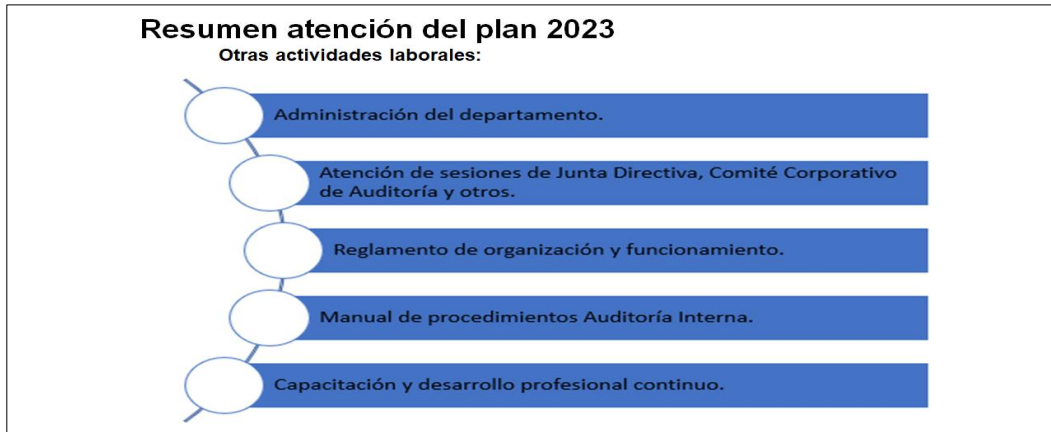 Resumen atención del plan 2023
Otras actividades laborales:
Administración del departamento.
Atención de sesiones de Junta Directiva, Comité Corporativo
de Auditoría y otros.
Reglamento de organización y funcionamiento.
Manual de procedimientos Auditoría Interna.
Capacitación y desarrollo profesional continuo.